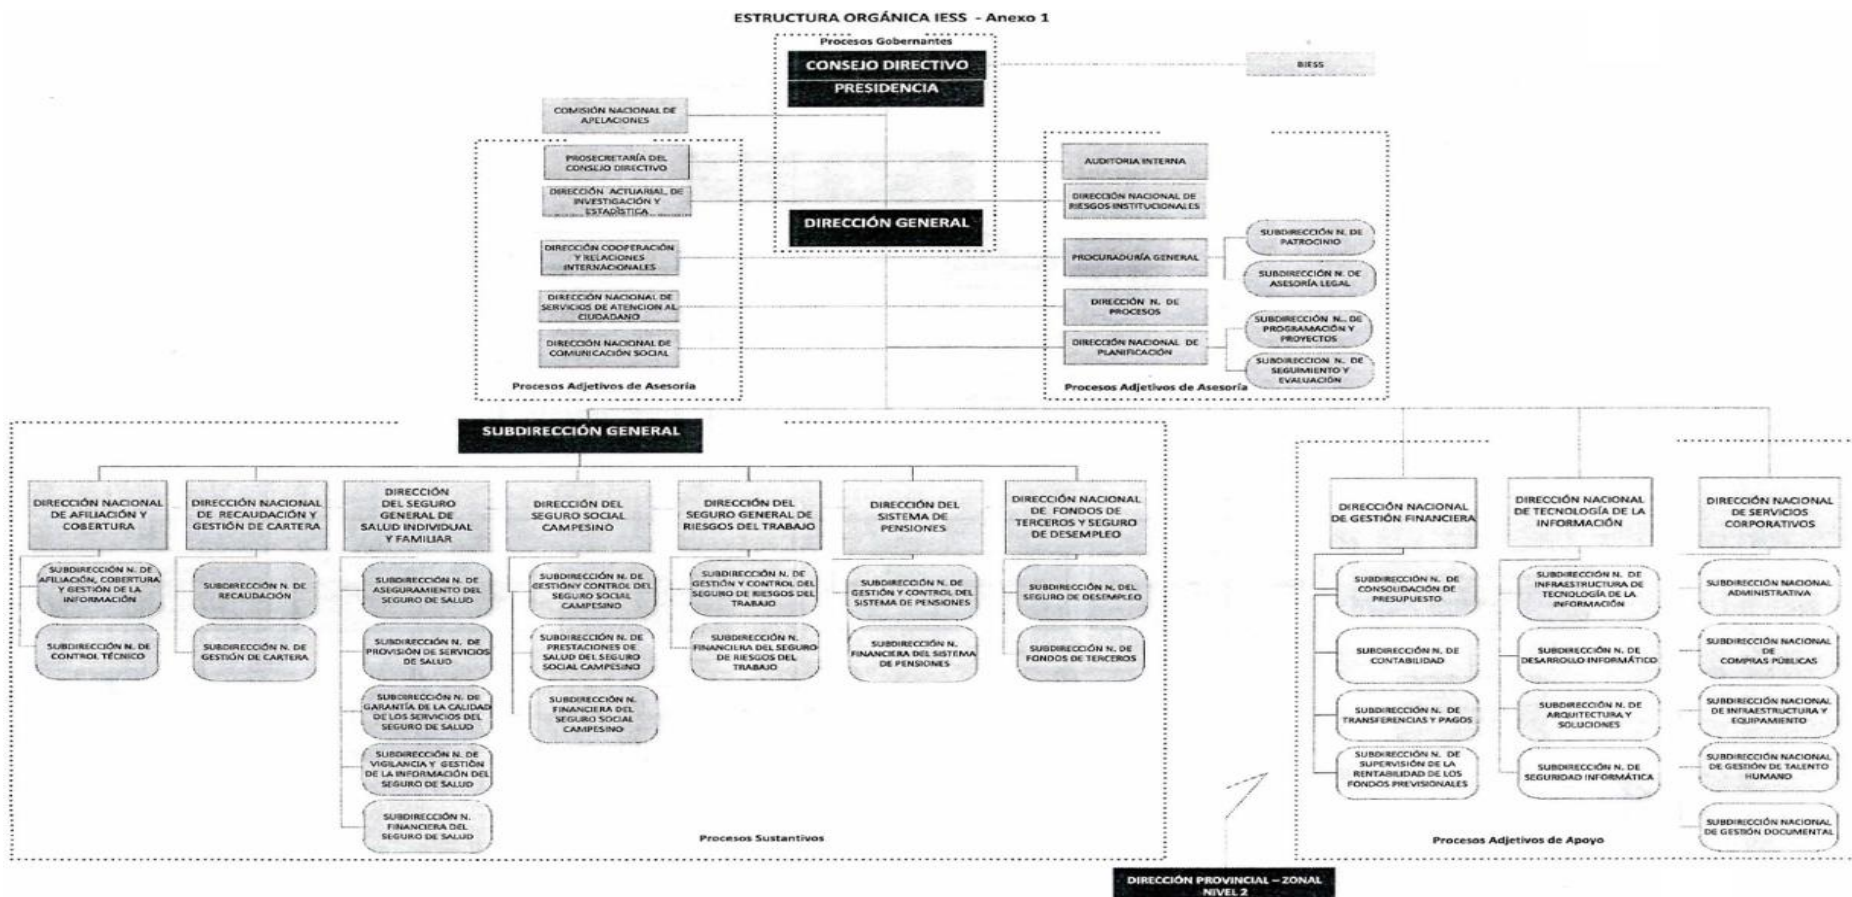 ESTRUCTURA ORGÁNICA IESS - Anexo 1
Procesos Gobernantes
CONSEJO DIRECTIVO
PRESIDENCIA
BIESS
COMISIÓN NACIONAL DE
APELACIONES
PROSECRETARÍA DEL
CONSEJO DIRECTIVO
DIRECCIÓN ACTUARIAL, DE
INVESTIGACIÓN Y
ESTADÍSTICA
DIRECCIÓN GENERAL
DIRECCIÓN COOPERACIÓN
Y RELACIONES
INTERNACIONALES
DIRECCIÓN NACIONAL DE
SERVICIOS DE ATENCION AL
CIUDADANO
DIRECCIÓN NACIONAL DE
COMUNICACIÓN SOCIAL
Procesos Adjetivos de Asesoría
AUDITORIA INTERNA
DIRECCIÓN NACIONAL DE
RIESGOS INSTITUCIONALES
PROCURADURÍA GENERAL
SUBDIRECCIÓN N. DE
PATROCINIO
SUBDIRECCIÓN N. DE
ASESORÍA LEGAL
DIRECCIÓN N. DE
PROCESOS
DIRECCIÓN NACIONAL DE
PLANIFICACIÓN
SUBDIRECCIÓN N. DE
PROGRAMACIÓN Y
PROYECTOS
SUBDIRECCION N. DE
SEGUIMIENTO Y
EVALUACIÓN
Procesos Adjetivos de Asesoría
SUBDIRECCIÓN GENERAL
DIRECCIÓN NACIONAL
DE AFILIACIÓN Y
COBERTURA
SUBDIRECCIÓN N. DE
AFILIACIÓN, COBERTURA
Y GESTIÓN DE LA
INFORMACIÓN
SUBDIRECCIÓN N. DE
CONTROL TÉCNICO
DIRECCIÓN NACIONAL
DE RECAUDACIÓN Y
GESTIÓN DE CARTERA
SUBDIRECCIÓN N. DE
RECAUDACIÓN
SUBDIRECCIÓN N. DE
GESTIÓN DE CARTERA
DIRECCIÓN
DEL SEGURO
GENERAL DE
SALUD INDIVIDUAL
Y FAMILIAR
SUBDIRECCIÓN N. DE
ASEGURAMIENTO DEL
SEGURO DE SALUD
SUBDIRECCIÓN N. DE
PROVISIÓN DE SERVICIOS
DE SALUD
SUBDIRECCIÓN N. DE
GARANTÍA DE LA CALIDAD
DE LOS SERVICIOS DEL
SEGURO DE SALUD
SUBDIRECCIÓN N. DE
VIGILANCIA Y GESTIÓN
DE LA INFORMACIÓN DEL
SEGURO DE SALUD
SUBDIRECCIÓN N.
FINANCIERA DEL
SEGURO DE SALUD
DIRECCIÓN DEL
SEGURO SOCIAL
CAMPESINO
SUBDIRECCIÓN N. DE
GESTIÓNY CONTROL DEL
SEGURO SOCIAL
CAMPESINO
SUBDIRECCIÓN N. DE
PRESTACIONES DE
SALUD DEL SEGURO
SOCIAL CAMPESINO
SUBDIRECCIÓN N.
FINANCIERA DEL
SEGURO SOCIAL
CAMPESINO
DIRECCIÓN DEL
SEGURO GENERAL DE
RIESGOS DEL TRABAJO
SUBDIRECCIÓN N. DE
GESTIÓN Y CONTROL DEL
SEGURO DE RIESGOS DEL
TRABAJO
SUBDIRECCIÓN N.
FINANCIERA DEL SEGURO
DE RIESGOS DEL
TRABAJO
DIRECCIÓN DEL
SISTEMA DE
PENSIONES
SUBDIRECCIÓN N. DE
GESTIÓN Y CONTROL DEL
SISTEMA DE PENSIONES
SUBDIRECCIÓN N.
FINANCIERA DEL SISTEMA
DE PENSIONES
DIRECCIÓN NACIONAL
DE FONDOS DE
TERCEROS Y SEGURO
DE DESEMPLEO
SUBDIRECCIÓN N. DEL
SEGURO DE DESEMPLEO
SUBDIRECCIÓN N. DE
FONDOS DE TERCEROS
Procesos Sustantivos
DIRECCIÓN NACIONAL
DE GESTIÓN FINANCIERA
SUBDIRECCIÓN N. DE
CONSOLIDACIÓN DE
PRESUPUESTO
SUBDIRECCIÓN N. DE
CONTABILIDAD
SUBDIRECCIÓN N. DE
TRANSFERENCIAS Y PAGOS
SUBDIRECCIÓN N. DE
SUPERVISIÓN DE LA
RENTABILIDAD DE LOS
FONDOS PREVISIONALES
DIRECCIÓN NACIONAL
DE TECNOLOGÍA DE LA
INFORMACIÓN
SUBDIRECCIÓN N. DE
INFRAESTRUCTURA DE
TECNOLOGÍA DE LA
INFORMACIÓN
SUBDIRECCIÓN N. DE
DESARROLLO INFORMÁTICO
SUBDIRECCIÓN N. DE
ARQUITECTURA Y
SOLUCIONES
SUBDIRECCIÓN N. DE
SEGURIDAD INFORMÁTICA
DIRECCIÓN NACIONAL
DE SERVICIOS
CORPORATIVOS
SUBDIRECCIÓN NACIONAL
ADMINISTRATIVA
SUBDIRECCIÓN NACIONAL
DE
COMPRAS PÚBLICAS
SUBDIRECCIÓN NACIONAL
DE INFRAESTRUCTURA Y
EQUIPAMIENTO
SUBDIRECCIÓN NACIONAL
DE GESTIÓN DE TALENTO
HUMANO
SUBDIRECCIÓN NACIONAL
DE GESTIÓN DOCUMENTAL
Procesos Adjetivos de Apoyo
DIRECCIÓN PROVINCIAL – ZONAL
NIVEL 2